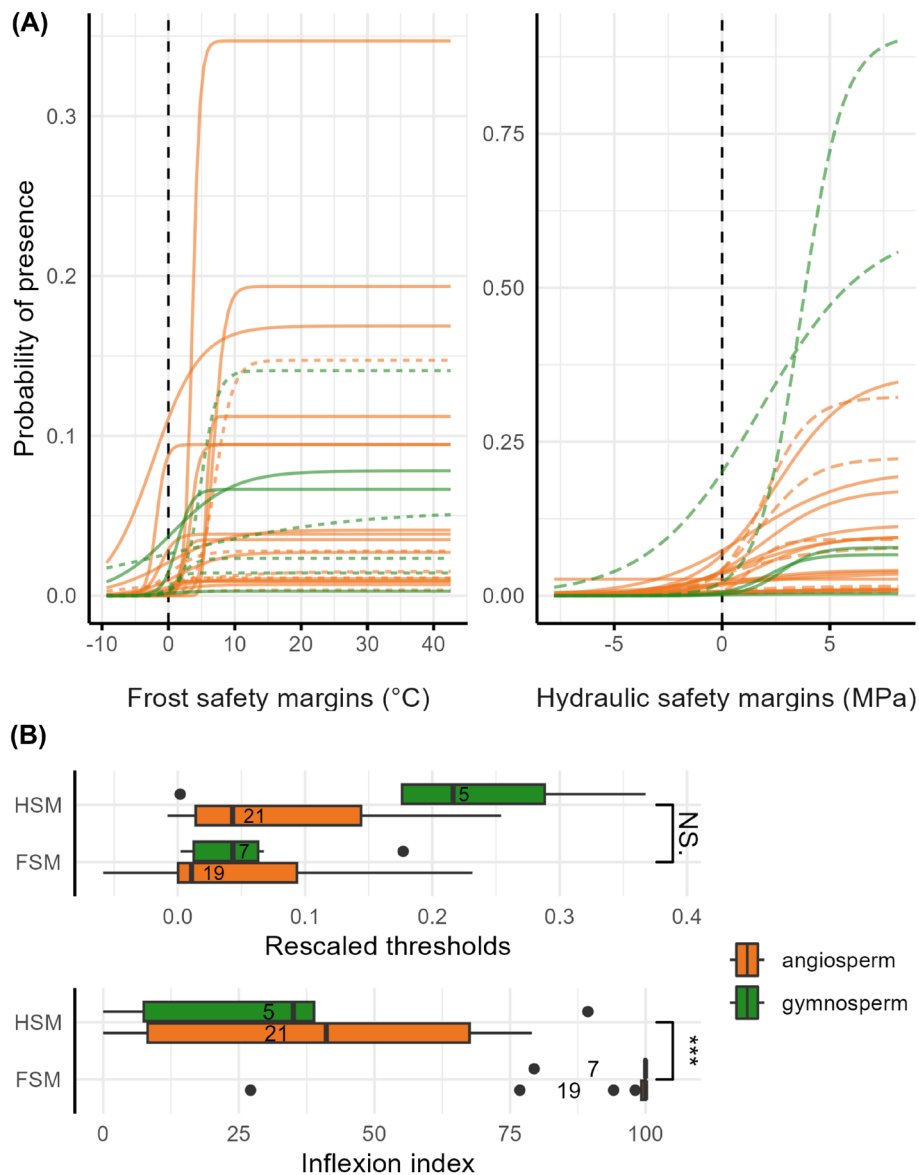 (A)
Probability of presence
0.3
0.2
0.1
0.0
-10 0 10 20 30 40
Frost safety margins (°C)
0.75
0.50
0.25
0.00
-5 0 5
Hydraulic safety margins (MPa)
(B)
HSM
FSM
5
21
7
19
NS.
0.0 0.1 0.2 0.3 0.4
Rescaled thresholds
HSM
FSM
5
21
7
19
***
0 25 50 75 100
Inflexion index
angiosperm
gymnosperm